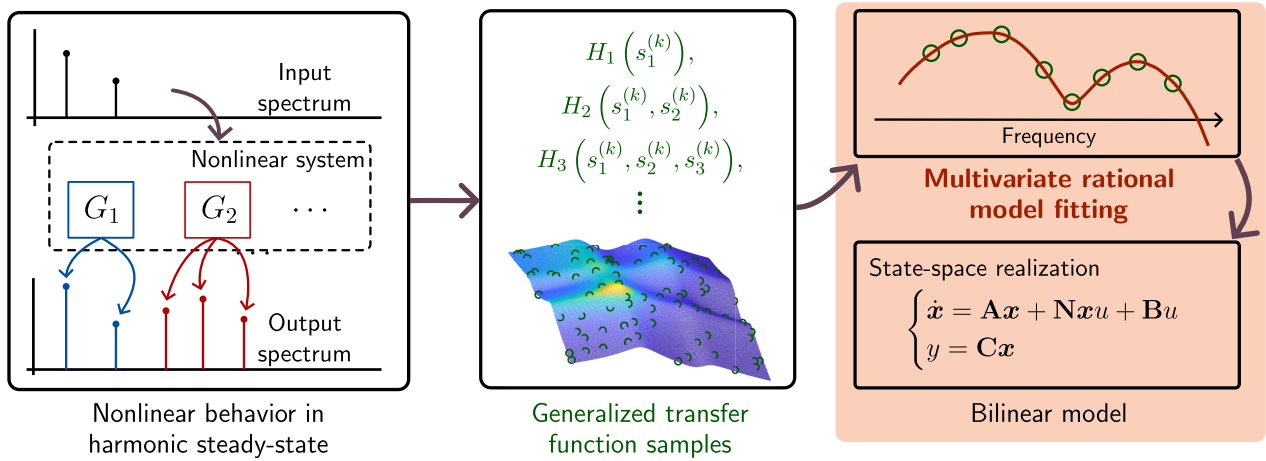 Input
spectrum
Nonlinear system
G₁
G₂
· · ·
· · ·
Output
spectrum
Nonlinear behavior in
harmonic steady-state
H₁(s₁⁽ᵏ⁾),
H₂(s₁⁽ᵏ⁾, s₂⁽ᵏ⁾),
H₃(s₁⁽ᵏ⁾, s₂⁽ᵏ⁾, s₃⁽ᵏ⁾),
⋮
Generalized transfer
function samples
Frequency
Multivariate rational
model fitting
State-space realization
ẋ = Ax + Nxu + Bu
y = Cx
Bilinear model